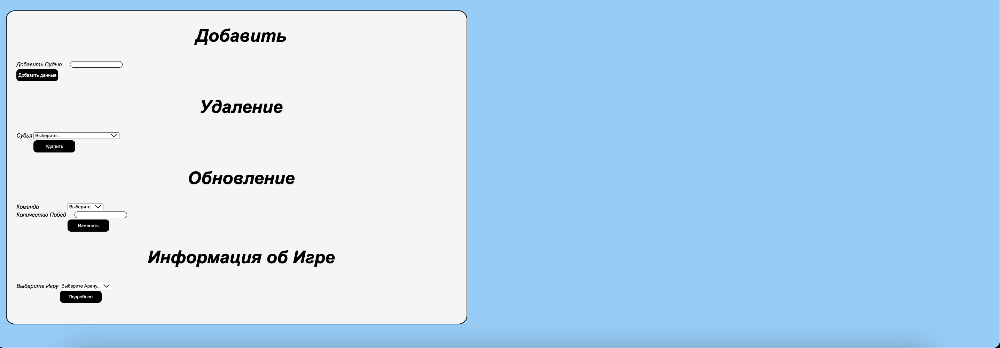 Добавить
Добавить Судью
Добавить данные
Удаление
Судья Выберите...
Удалить
Обновление
Команда Выберите
Количество Побед
Изменить
Информация об Игре
Выберите Игру Выберите Арену...
Подробнее